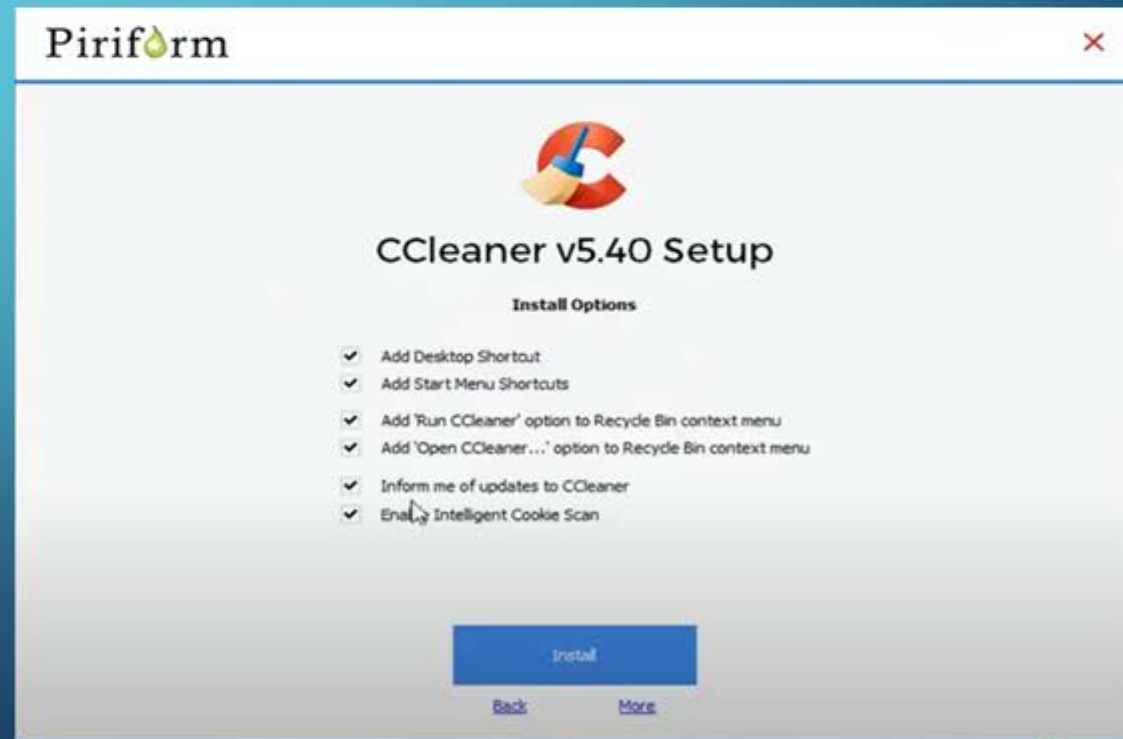 Piriform
CCleaner v5.40 Setup
Install Options
Add Desktop Shortcut
Add Start Menu Shortcuts
Add 'Run CCleaner' option to Recycle Bin context menu
Add 'Open CCleaner...' option to Recycle Bin context menu
Inform me of updates to CCleaner
Enable Intelligent Cookie Scan
Install
Back More